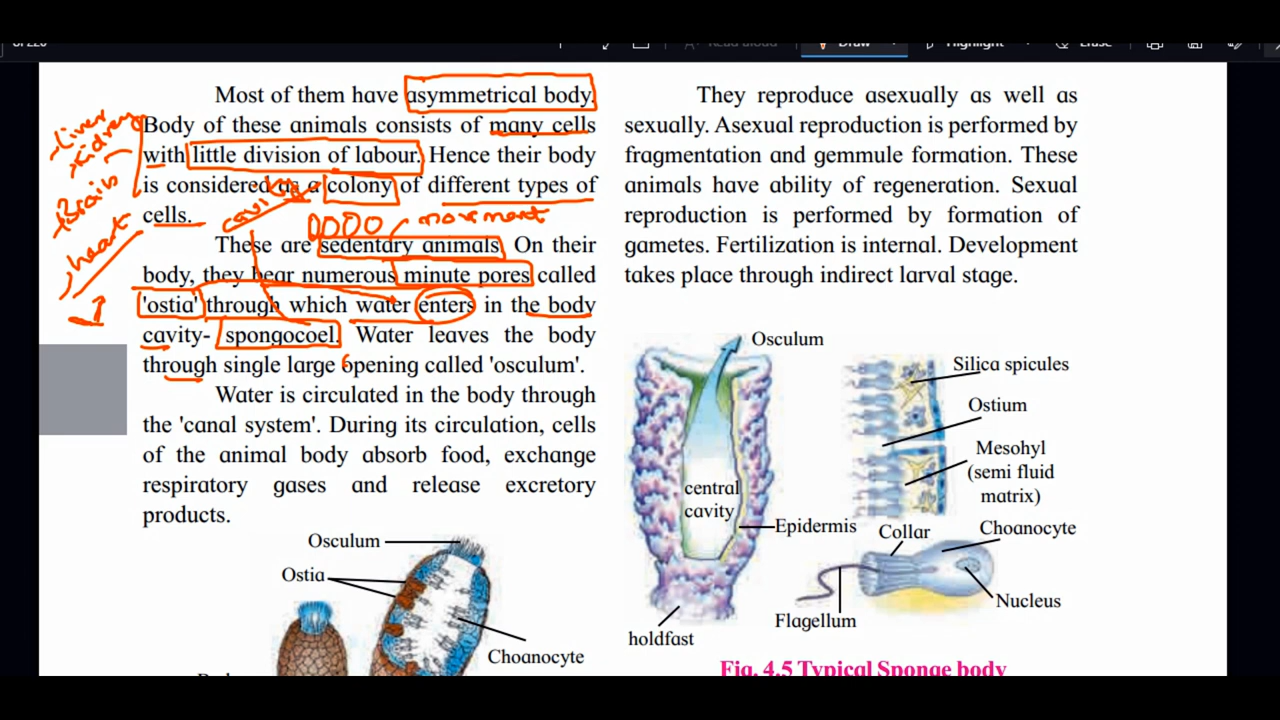 of 220
Read aloud
Draw
Highlight
Erase
Most of them have asymmetrical body.
Body of these animals consists of many cells
with little division of labour. Hence their body
is considered as a colony of different types of
cells.
These are sedentary animals. On their
body, they bear numerous minute pores called
'ostia' through which water enters in the body
cavity- spongocoel. Water leaves the body
through single large opening called 'osculum'.
Water is circulated in the body through
the 'canal system'. During its circulation, cells
of the animal body absorb food, exchange
respiratory gases and release excretory
products.
Liver
kidney
Brain
heart
cavity
movement
Osculum
Ostia
Choanocyte
They reproduce asexually as well as
sexually. Asexual reproduction is performed by
fragmentation and gemmule formation. These
animals have ability of regeneration. Sexual
reproduction is performed by formation of
gametes. Fertilization is internal. Development
takes place through indirect larval stage.
Osculum
Silica spicules
Ostium
Mesohyl
(semi fluid
matrix)
central
cavity
Epidermis
Collar
Choanocyte
Nucleus
Flagellum
holdfast
Fig. 4.5 Typical Sponge body